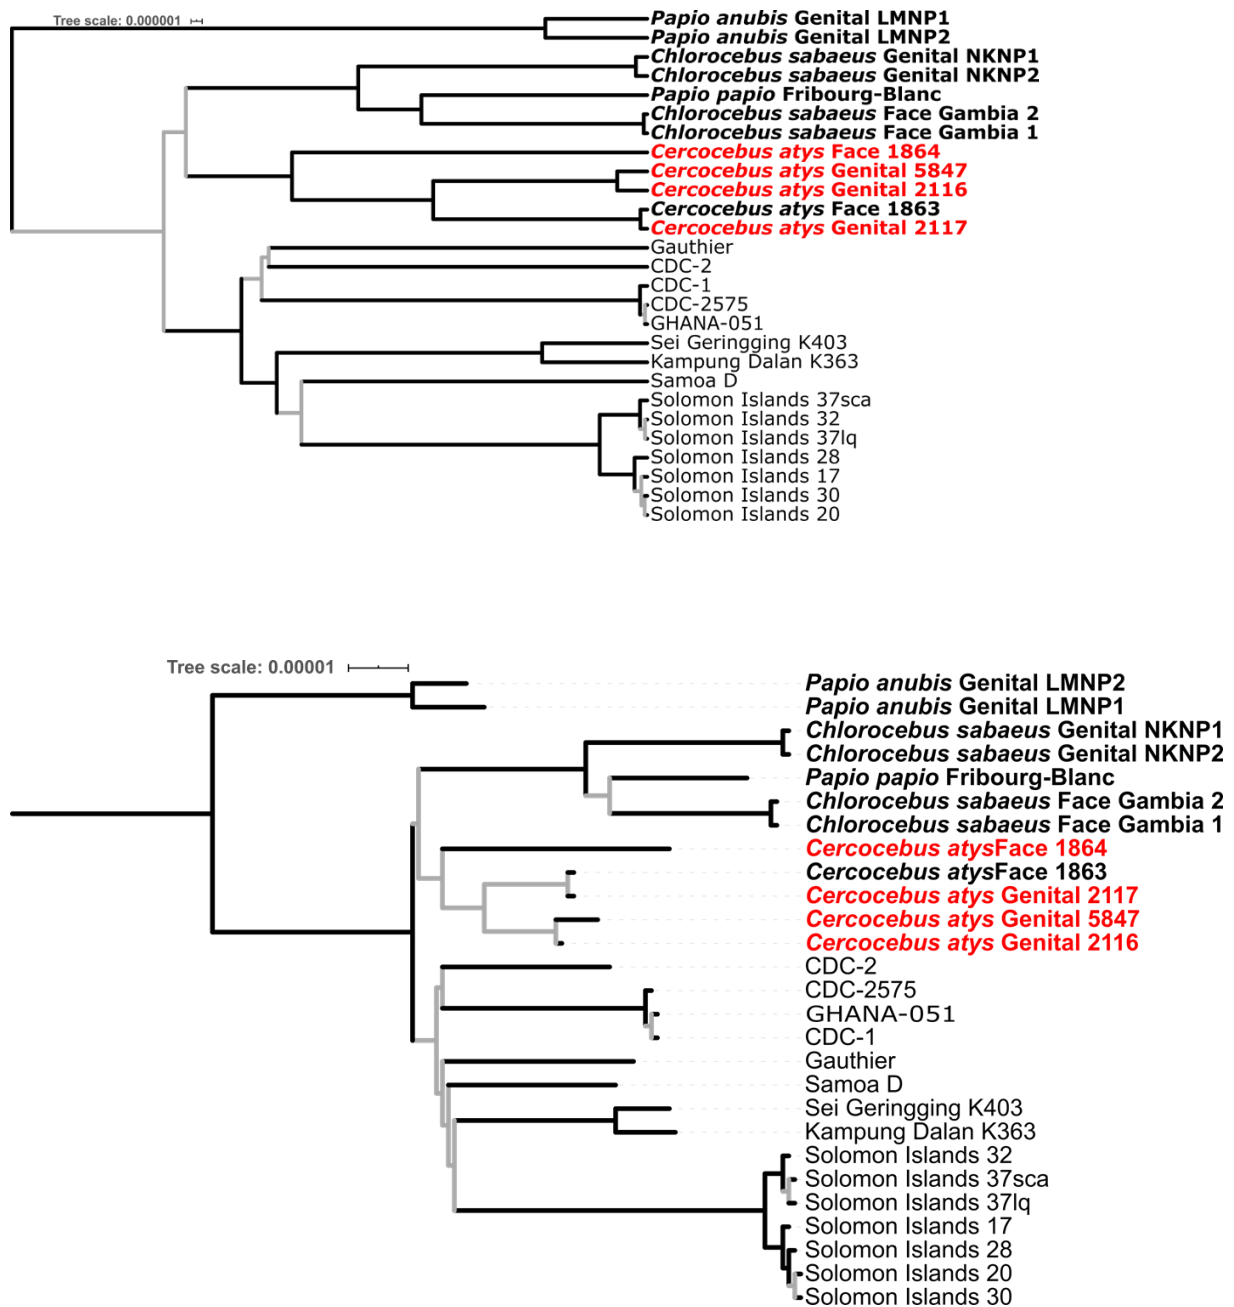 Tree scale: 0.000001
Papio anubis Genital LMNP1
Papio anubis Genital LMNP2
Chlorocebus sabaeus Genital NKNP1
Chlorocebus sabaeus Genital NKNP2
Papio papio Fribourg-Blanc
Chlorocebus sabaeus Face Gambia 2
Chlorocebus sabaeus Face Gambia 1
Cercocebus atys Face 1864
Cercocebus atys Genital 5847
Cercocebus atys Genital 2116
Cercocebus atys Face 1863
Cercocebus atys Genital 2117
Gauthier
CDC-2
CDC-1
CDC-2575
GHANA-051
Sei Geringging K403
Kampung Dalan K363
Samoa D
Solomon Islands 37sca
Solomon Islands 32
Solomon Islands 37lq
Solomon Islands 28
Solomon Islands 17
Solomon Islands 30
Solomon Islands 20
Tree scale: 0.00001
Papio anubis Genital LMNP2
Papio anubis Genital LMNP1
Chlorocebus sabaeus Genital NKNP1
Chlorocebus sabaeus Genital NKNP2
Papio papio Fribourg-Blanc
Chlorocebus sabaeus Face Gambia 2
Chlorocebus sabaeus Face Gambia 1
Cercocebus atysFace 1864
Cercocebus atysFace 1863
Cercocebus atys Genital 2117
Cercocebus atys Genital 5847
Cercocebus atys Genital 2116
CDC-2
CDC-2575
GHANA-051
CDC-1
Gauthier
Samoa D
Sei Geringging K403
Kampung Dalan K363
Solomon Islands 32
Solomon Islands 37sca
Solomon Islands 37lq
Solomon Islands 17
Solomon Islands 28
Solomon Islands 20
Solomon Islands 30